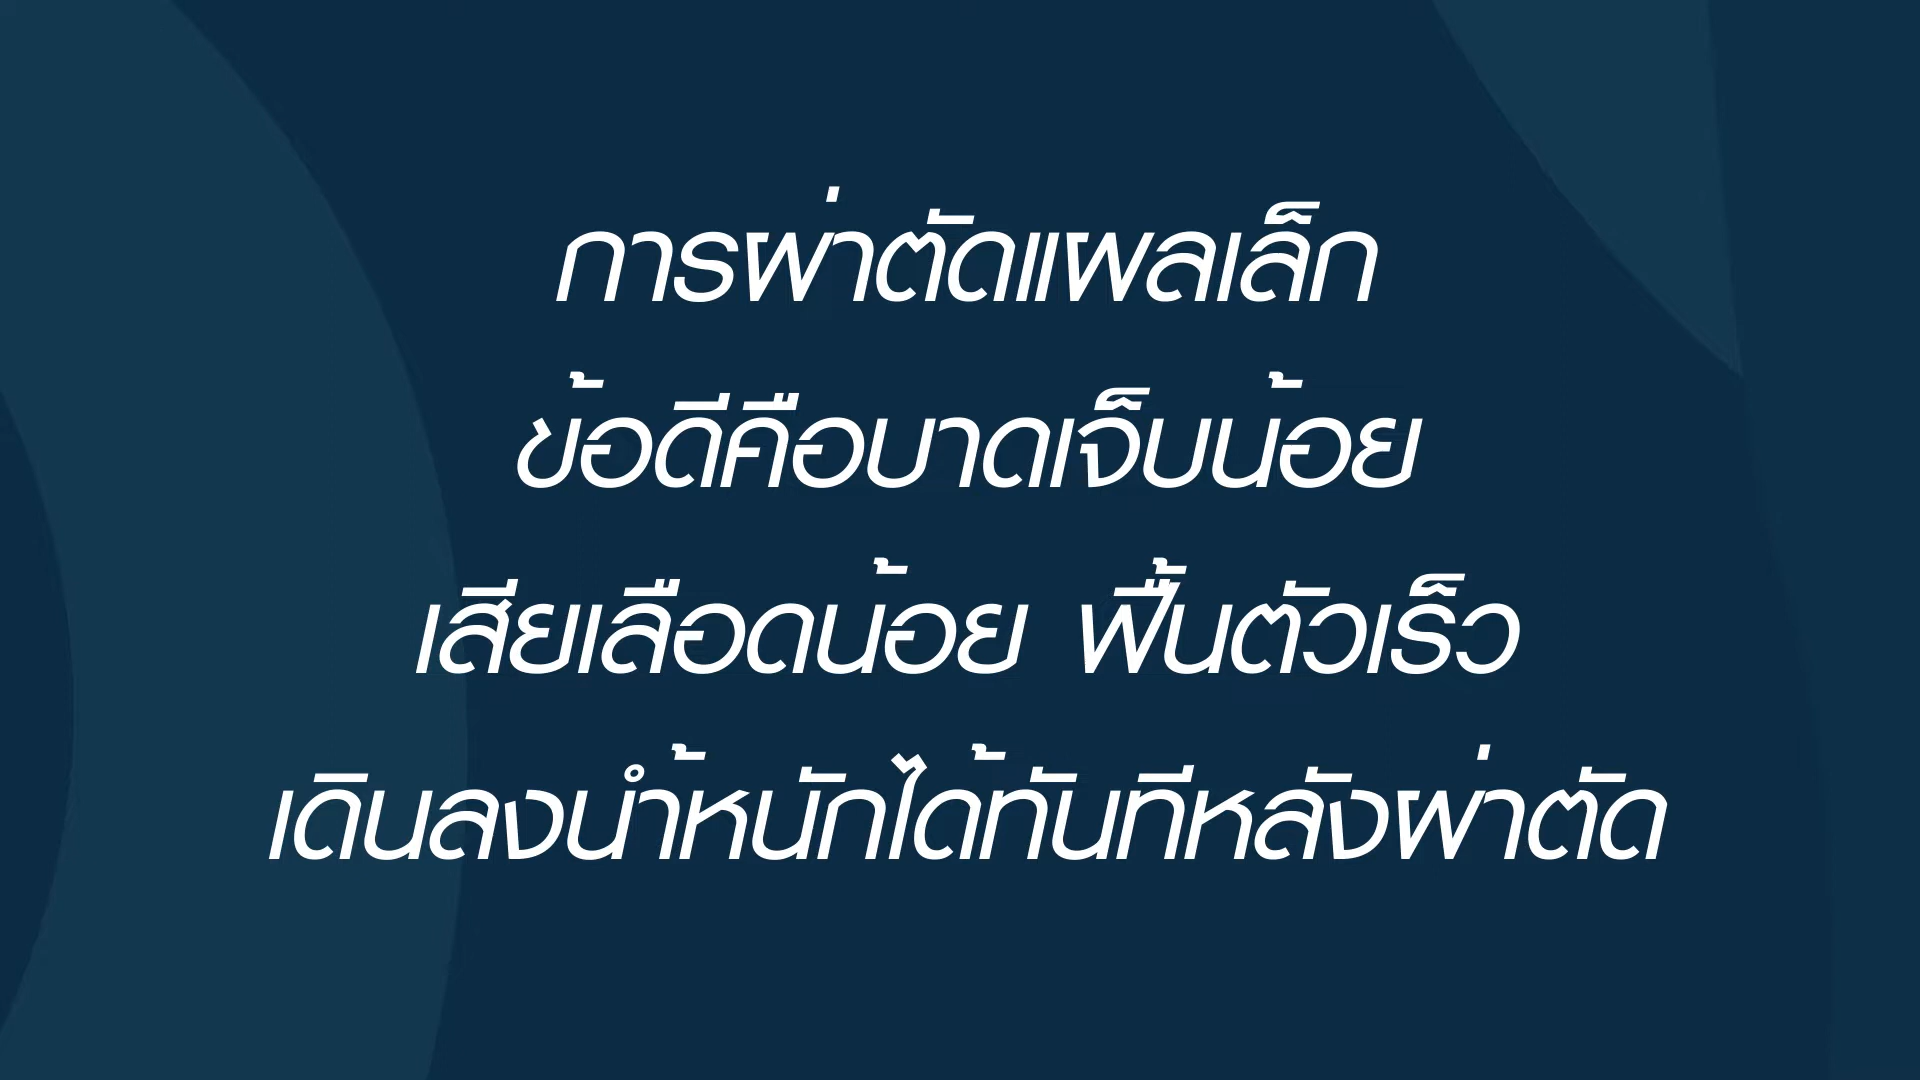 การผ่าตัดแผลเล็ก
ข้อดีคือบาดเจ็บน้อย
เสียเลือดน้อย ฟื้นตัวเร็ว
เดินลงน้ำหนักได้ทันทีหลังผ่าตัด